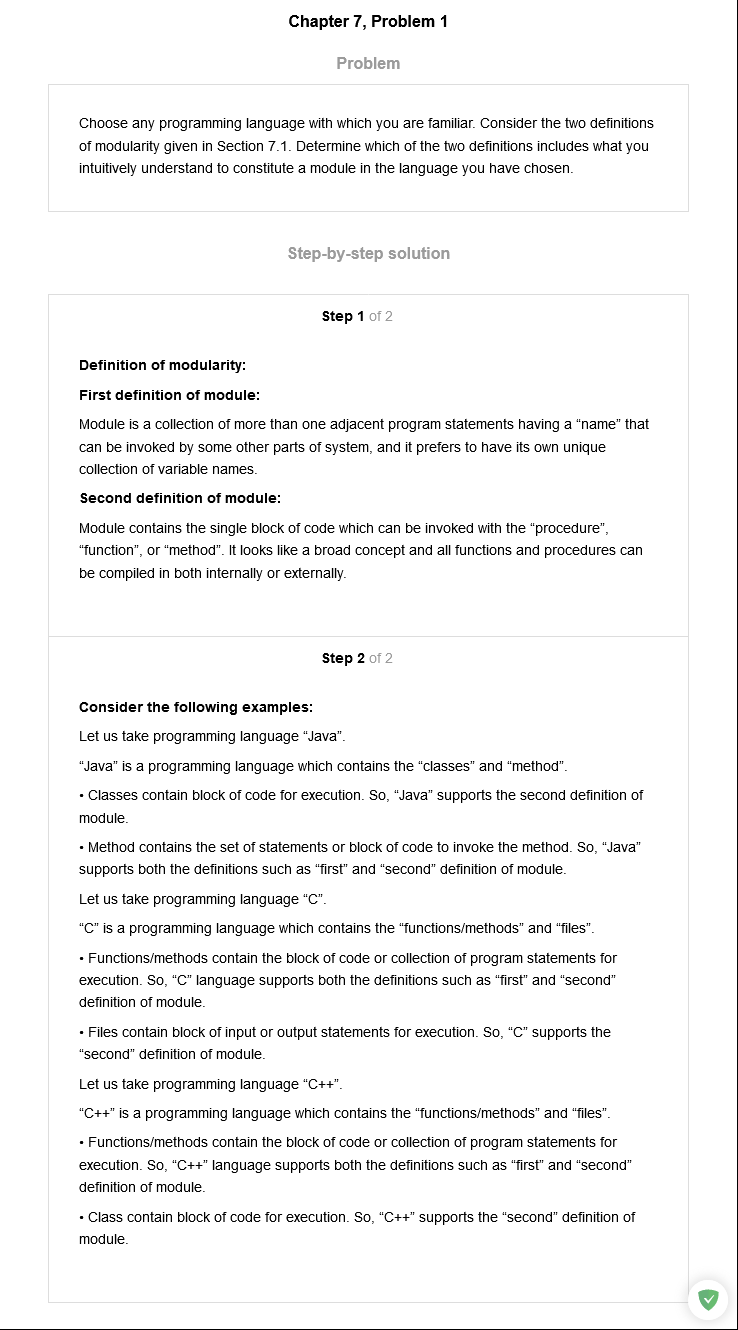 Chapter 7, Problem 1
Problem
Choose any programming language with which you are familiar. Consider the two definitions
of modularity given in Section 7.1. Determine which of the two definitions includes what you
intuitively understand to constitute a module in the language you have chosen.
Step-by-step solution
Step 1 of 2
Definition of modularity:
First definition of module:
Module is a collection of more than one adjacent program statements having a “name” that
can be invoked by some other parts of system, and it prefers to have its own unique
collection of variable names.
Second definition of module:
Module contains the single block of code which can be invoked with the “procedure”,
“function”, or “method”. It looks like a broad concept and all functions and procedures can
be compiled in both internally or externally.
Step 2 of 2
Consider the following examples:
Let us take programming language “Java”.
“Java” is a programming language which contains the “classes” and “method”.
• Classes contain block of code for execution. So, “Java” supports the second definition of
module.
• Method contains the set of statements or block of code to invoke the method. So, “Java”
supports both the definitions such as “first” and “second” definition of module.
Let us take programming language “C”.
“C” is a programming language which contains the “functions/methods” and “files”.
• Functions/methods contain the block of code or collection of program statements for
execution. So, “C” language supports both the definitions such as “first” and “second”
definition of module.
• Files contain block of input or output statements for execution. So, “C” supports the
“second” definition of module.
Let us take programming language “C++”.
“C++” is a programming language which contains the “functions/methods” and “files”.
• Functions/methods contain the block of code or collection of program statements for
execution. So, “C++” language supports both the definitions such as “first” and “second”
definition of module.
• Class contain block of code for execution. So, “C++” supports the “second” definition of
module.